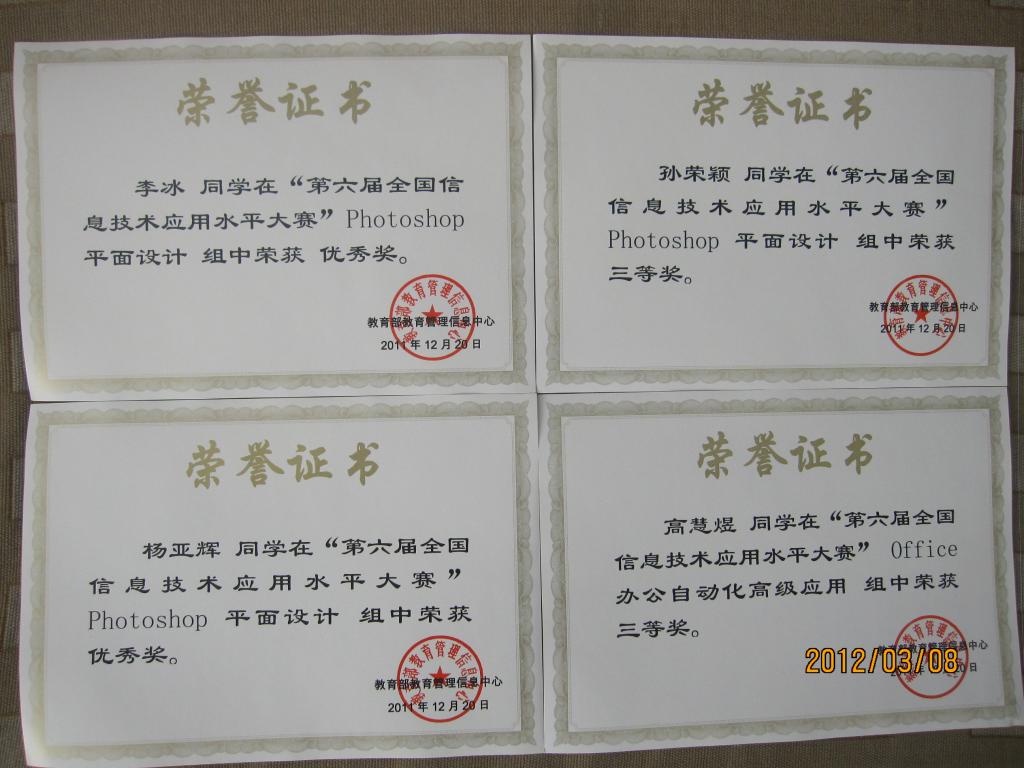 荣誉证书
李冰 同学在“第六届全国信
息技术应用水平大赛”Photoshop
平面设计 组中荣获 优秀奖。
教育部教育管理信息中心
2011年12月20日
荣誉证书
孙荣颖 同学在“第六届全国
信息技术应用水平大赛”
Photoshop 平面设计 组中荣获
三等奖。
教育部教育管理信息中心
2011年12月20日
荣誉证书
杨亚辉 同学在“第六届全国
信息技术应用水平大赛”
Photoshop 平面设计 组中荣获
优秀奖。
教育部教育管理信息中心
2011年12月20日
荣誉证书
高慧煜 同学在“第六届全国
信息技术应用水平大赛” Office
办公自动化高级应用 组中荣获
三等奖。
教育部教育管理信息中心
2012/03/08